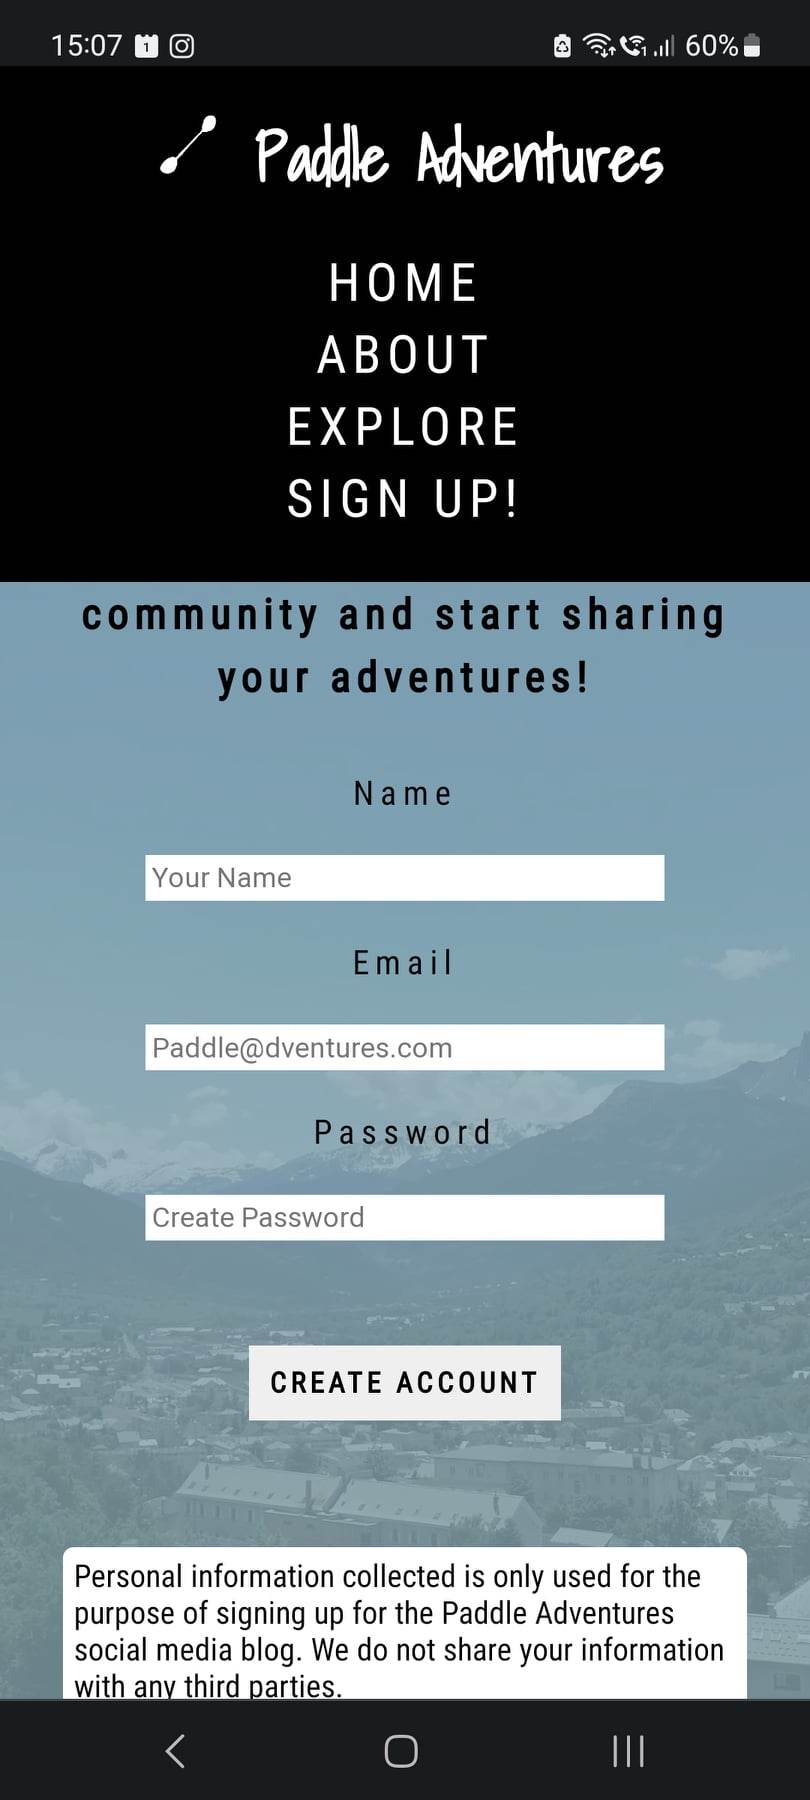 15:07 1 1 60%
Paddle Adventures
HOME
ABOUT
EXPLORE
SIGN UP!
community and start sharing
your adventures!
Name
Your Name
Email
Paddle@dventures.com
Password
Create Password
CREATE ACCOUNT
Personal information collected is only used for the
purpose of signing up for the Paddle Adventures
social media blog. We do not share your information
with any third parties.